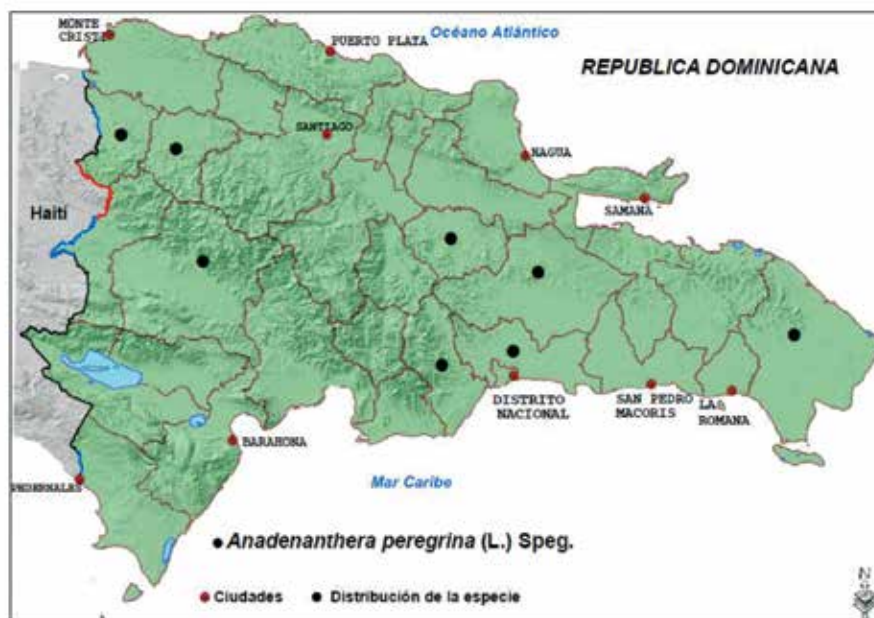 MONTE
CRISTI
PUERTO PLAYA
Océano Atlántico
REPUBLICA DOMINICANA
SANTIAGO
NAGUA
SAMANA
Haití
DISTRITO
NACIONAL
SAN PEDRO
MACORIS
LA
ROMANA
BARAHONA
PEDERNALES
Mar Caribe
Anadenanthera peregrina (L.) Speg.
Ciudades
Distribución de la especie